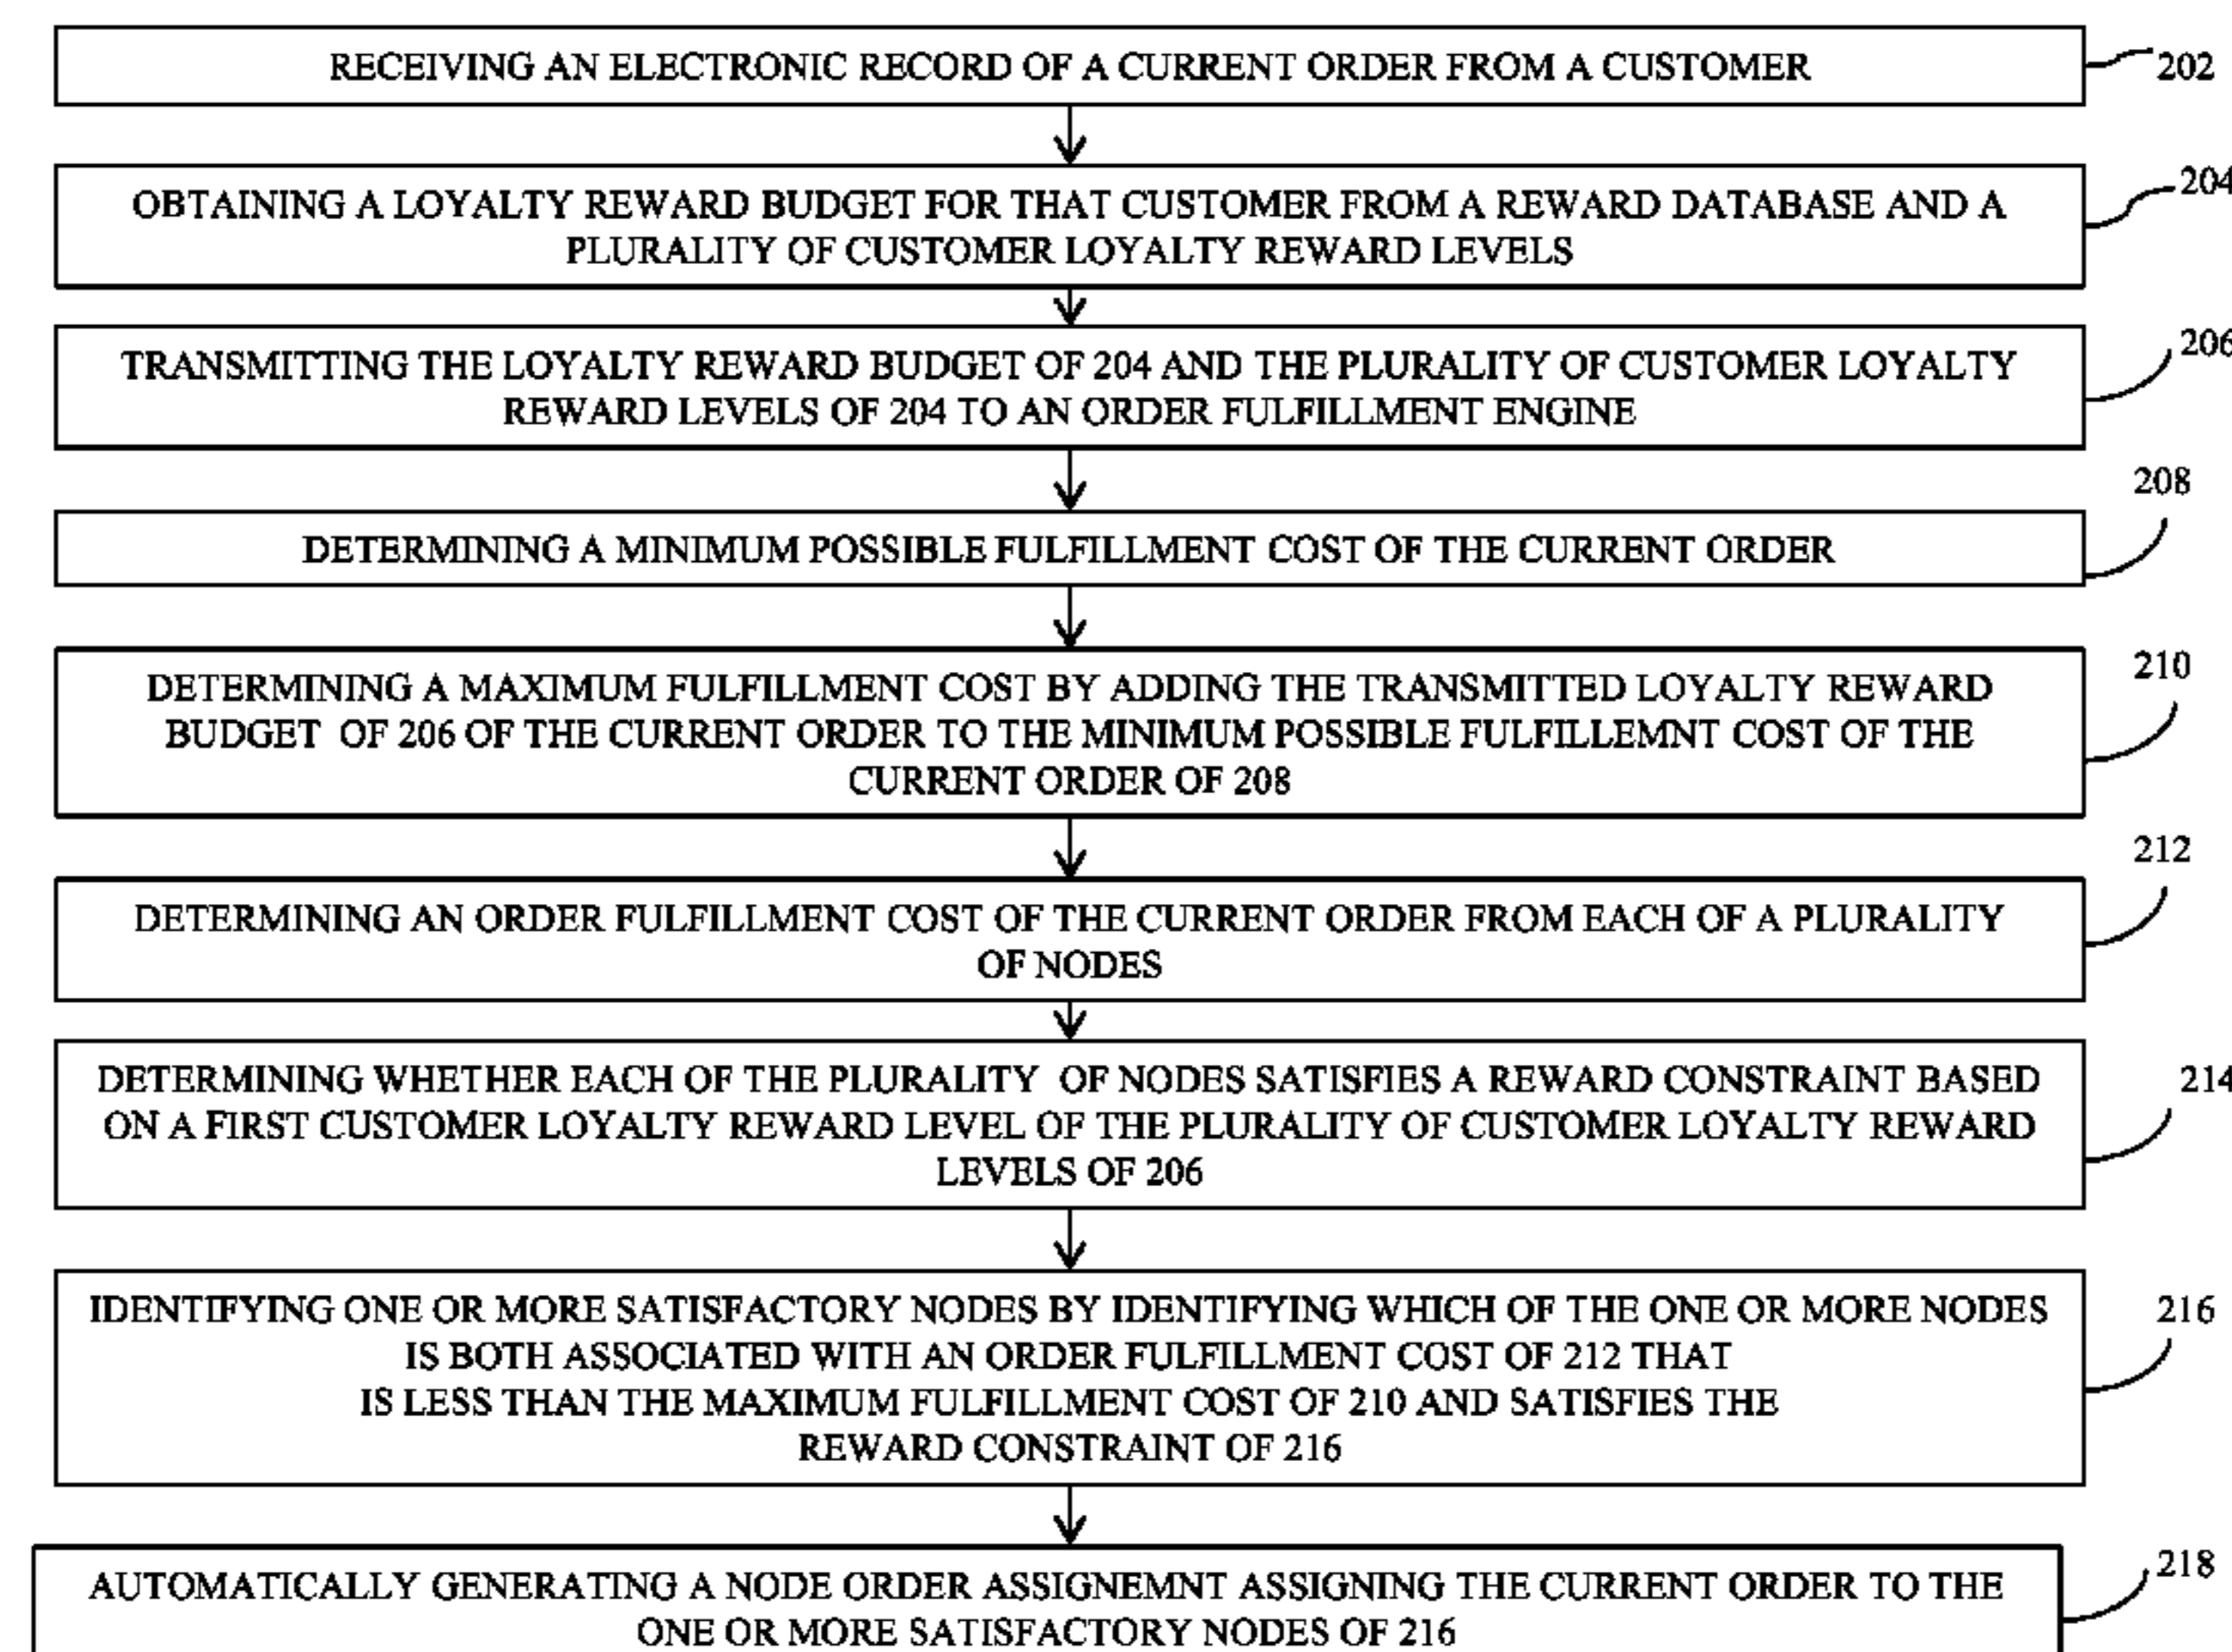 RECEIVING AN ELECTRONIC RECORD OF A CURRENT ORDER FROM A CUSTOMER
202
OBTAINING A LOYALTY REWARD BUDGET FOR THAT CUSTOMER FROM A REWARD DATABASE AND A
PLURALITY OF CUSTOMER LOYALTY REWARD LEVELS
204
TRANSMITTING THE LOYALTY REWARD BUDGET OF 204 AND THE PLURALITY OF CUSTOMER LOYALTY
REWARD LEVELS OF 204 TO AN ORDER FULFILLMENT ENGINE
206
208
DETERMINING A MINIMUM POSSIBLE FULFILLMENT COST OF THE CURRENT ORDER
210
DETERMINING A MAXIMUM FULFILLMENT COST BY ADDING THE TRANSMITTED LOYALTY REWARD
BUDGET OF 206 OF THE CURRENT ORDER TO THE MINIMUM POSSIBLE FULFILLEMNT COST OF THE
CURRENT ORDER OF 208
212
DETERMINING AN ORDER FULFILLMENT COST OF THE CURRENT ORDER FROM EACH OF A PLURALITY
OF NODES
DETERMINING WHETHER EACH OF THE PLURALITY OF NODES SATISFIES A REWARD CONSTRAINT BASED
ON A FIRST CUSTOMER LOYALTY REWARD LEVEL OF THE PLURALITY OF CUSTOMER LOYALTY REWARD
LEVELS OF 206
214
IDENTIFYING ONE OR MORE SATISFACTORY NODES BY IDENTIFYING WHICH OF THE ONE OR MORE NODES
IS BOTH ASSOCIATED WITH AN ORDER FULFILLMENT COST OF 212 THAT
IS LESS THAN THE MAXIMUM FULFILLMENT COST OF 210 AND SATISFIES THE
REWARD CONSTRAINT OF 216
216
AUTOMATICALLY GENERATING A NODE ORDER ASSIGNEMNT ASSIGNING THE CURRENT ORDER TO THE
ONE OR MORE SATISFACTORY NODES OF 216
218